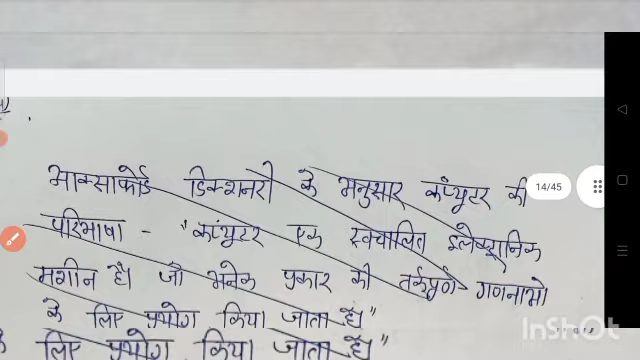 आक्सफोर्ड डिक्शनरी के अनुसार कंप्यूटर की
14/45
परिभाषा - "कंप्यूटर एक स्वचालित इलेक्ट्रानिक
मशीन है। जो अनेक प्रकार की तर्कपूर्ण गणनाओ
के लिए प्रयोग किया जाता है"
के लिए प्रयोग किया जाता है"
InShOt